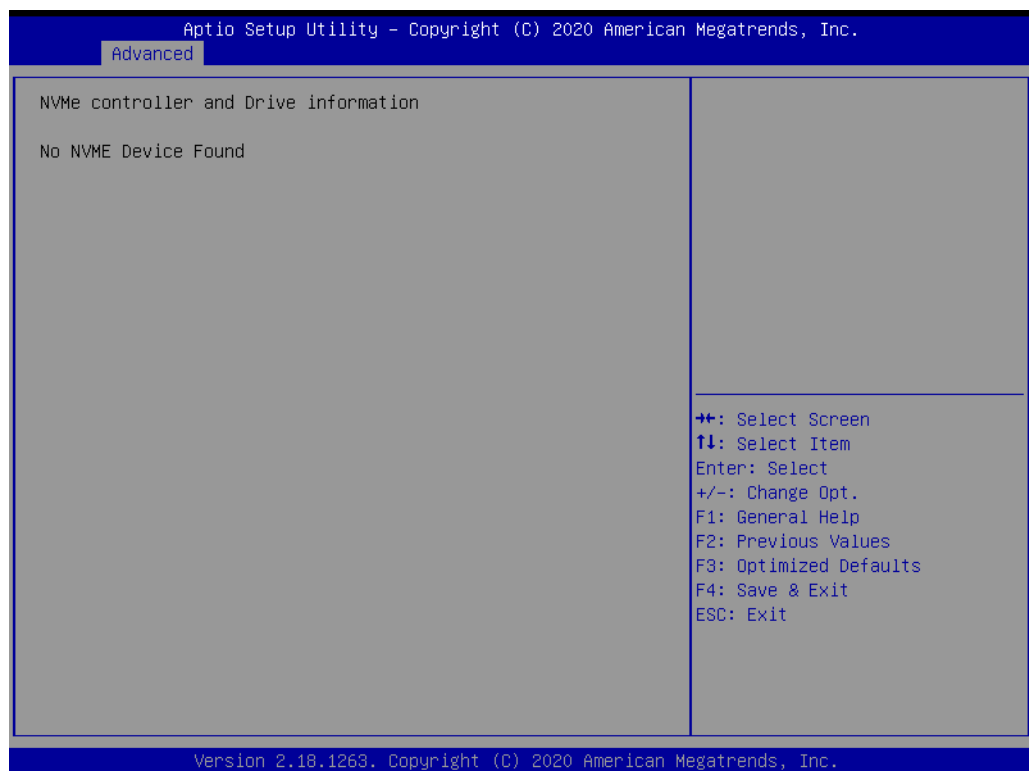 Aptio Setup Utility – Copyright (C) 2020 American Megatrends, Inc.
Advanced
NVMe controller and Drive information
No NVME Device Found
→←: Select Screen
↑↓: Select Item
Enter: Select
+/-: Change Opt.
F1: General Help
F2: Previous Values
F3: Optimized Defaults
F4: Save & Exit
ESC: Exit
Version 2.18.1263. Copyright (C) 2020 American Megatrends, Inc.